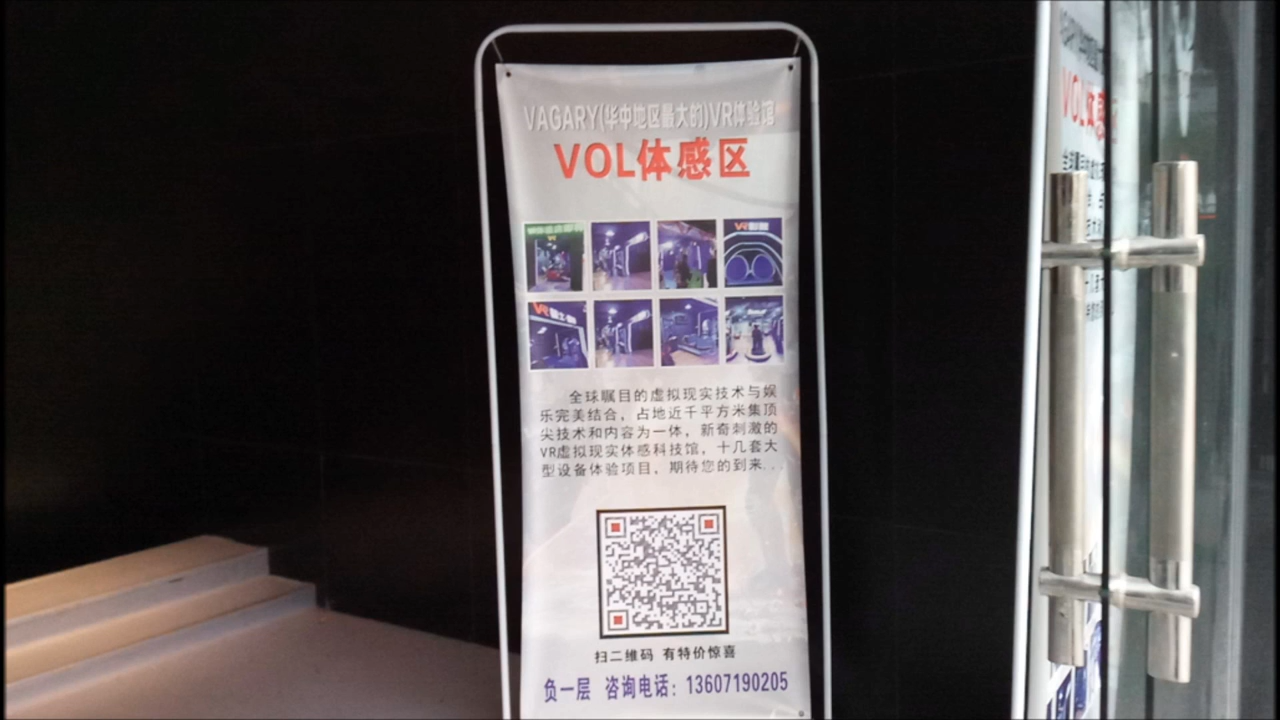 VAGARY(华中地区最大的)VR体验馆
VOL体感区
全球瞩目的虚拟现实技术与娱
乐完美结合，占地近千平方米集顶
尖技术和内容为一体，新奇刺激的
VR虚拟现实体感科技馆，十几套大
型设备体验项目，期待您的到来...
扫二维码 有特价惊喜
负一层 咨询电话：13607190205